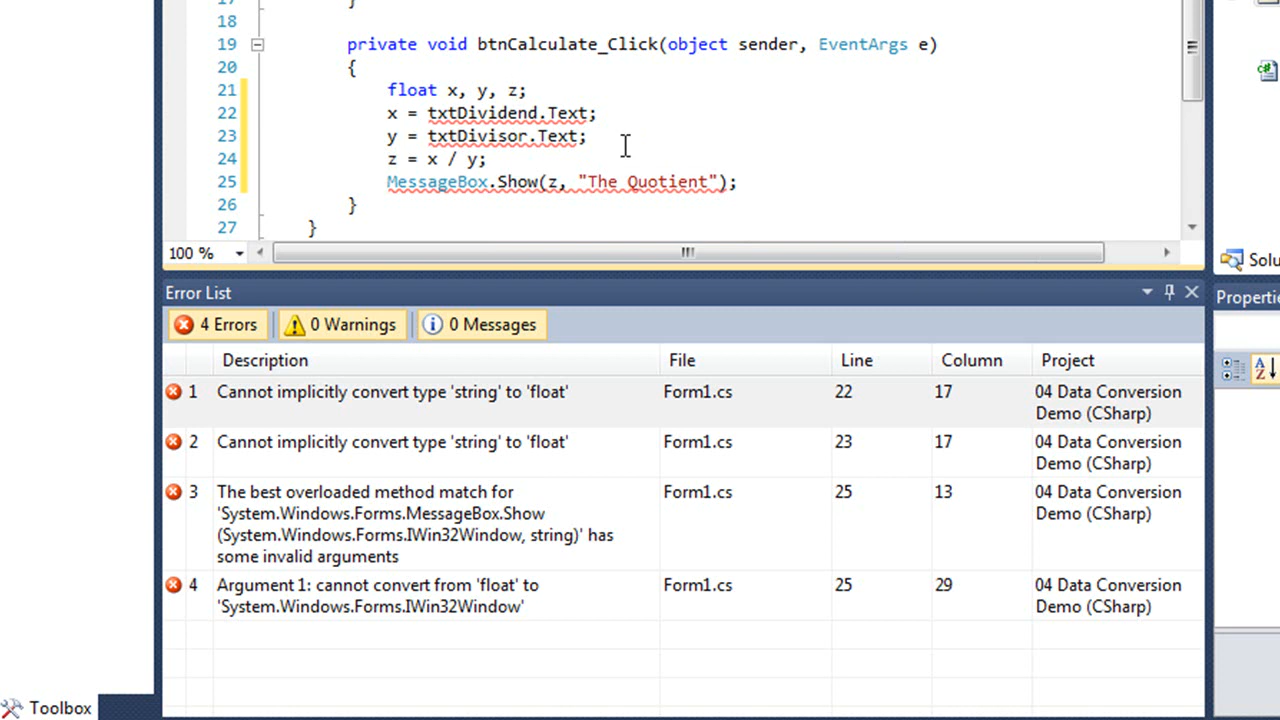 17 }
18
19 private void btnCalculate_Click(object sender, EventArgs e)
20 {
21 float x, y, z;
22 x = txtDividend.Text;
23 y = txtDivisor.Text;
24 z = x / y;
25 MessageBox.Show(z, "The Quotient");
26 }
27 }
100 %
Solu
Error List
Properti
4 Errors 0 Warnings 0 Messages
Description File Line Column Project
1 Cannot implicitly convert type 'string' to 'float' Form1.cs 22 17 04 Data Conversion
Demo (CSharp)
2 Cannot implicitly convert type 'string' to 'float' Form1.cs 23 17 04 Data Conversion
Demo (CSharp)
3 The best overloaded method match for Form1.cs 25 13 04 Data Conversion
'System.Windows.Forms.MessageBox.Show Demo (CSharp)
(System.Windows.Forms.IWin32Window, string)' has
some invalid arguments
4 Argument 1: cannot convert from 'float' to Form1.cs 25 29 04 Data Conversion
'System.Windows.Forms.IWin32Window' Demo (CSharp)
Toolbox